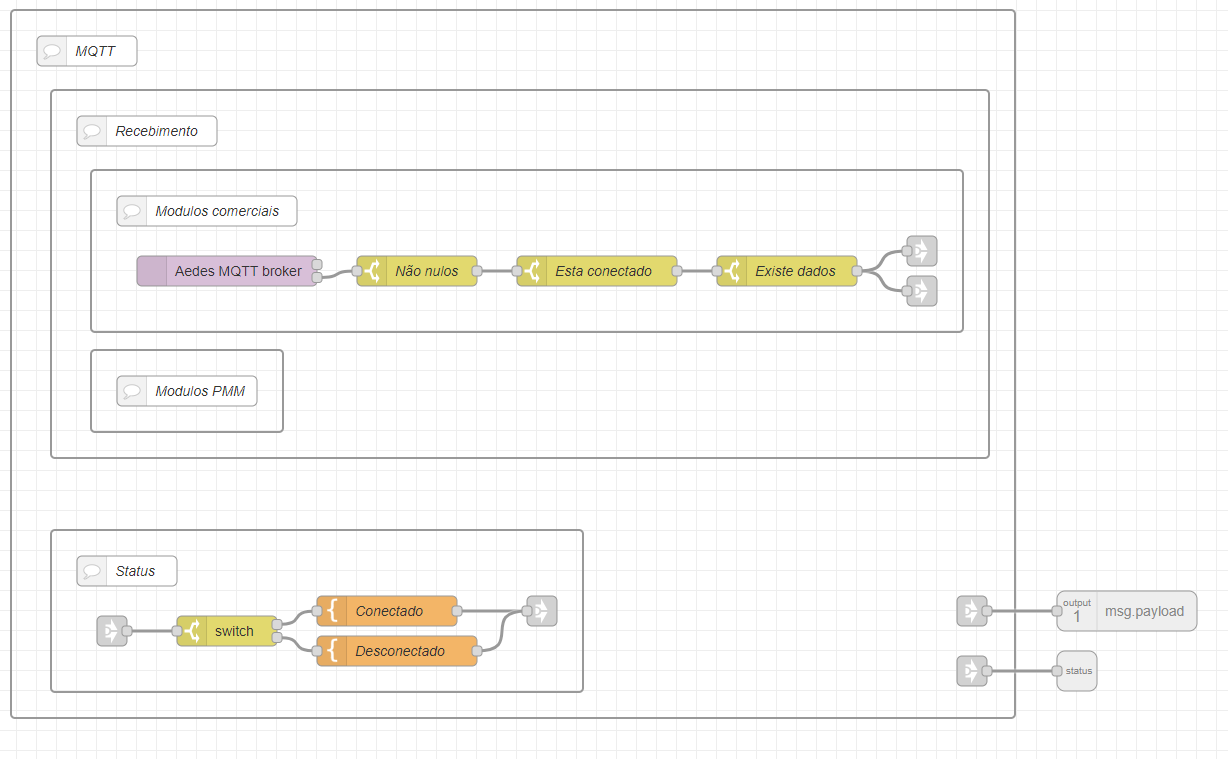 MQTT
Recebimento
Modulos comerciais
Aedes MQTT broker
Não nulos
Esta conectado
Existe dados
Modulos PMM
Status
switch
Conectado
Desconectado
output
1
msg.payload
status